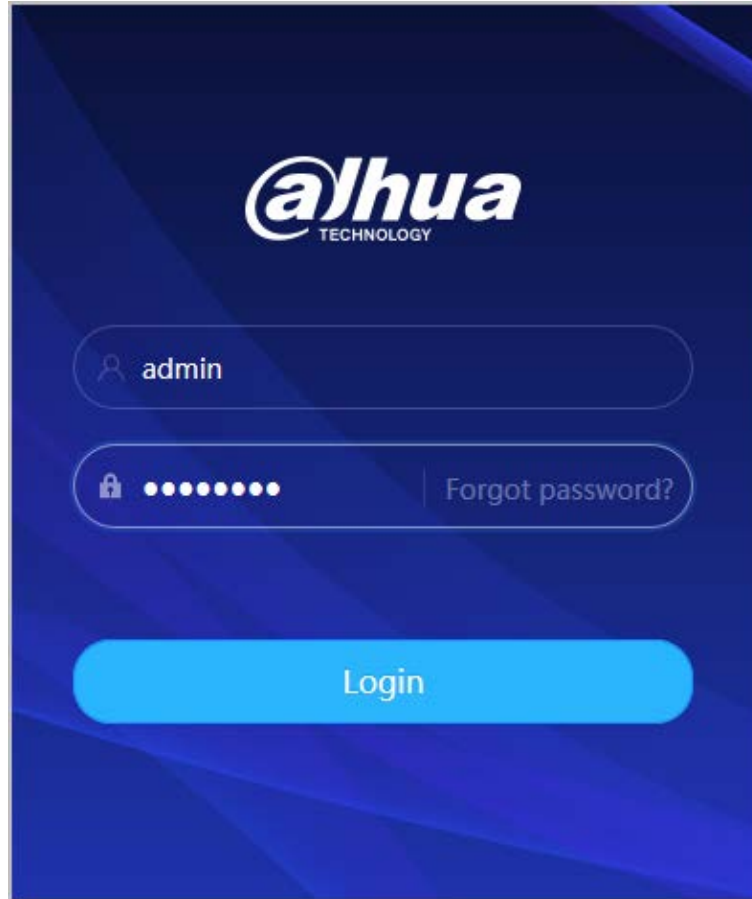 alhua
TECHNOLOGY
admin
•••••••• Forgot password?
Login